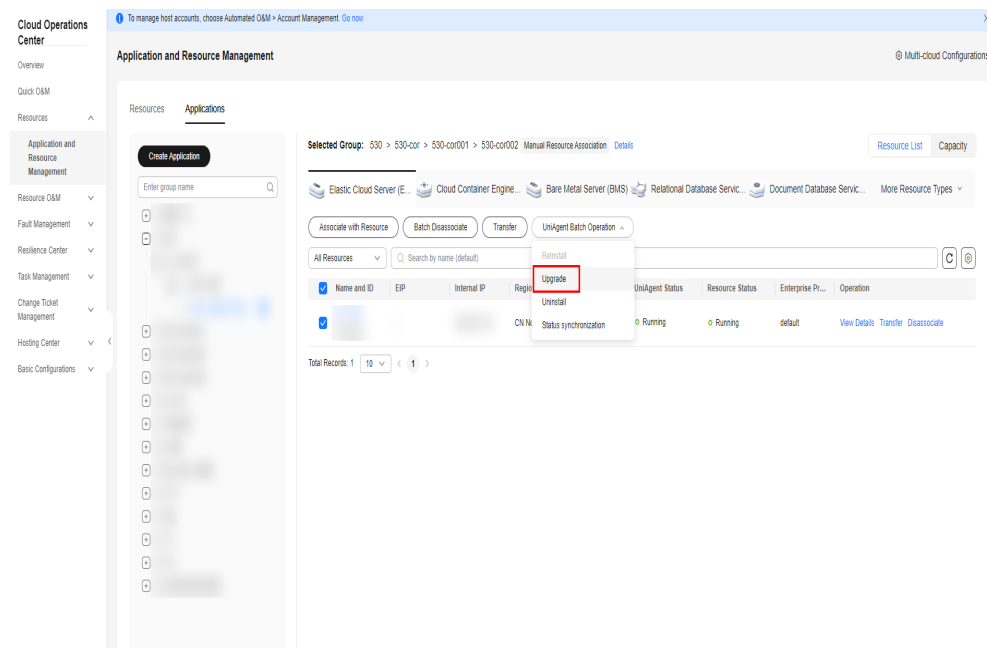 To manage host accounts, choose Automated O&M > Account Management. Go now
Cloud Operations
Center
Overview
Quick O&M
Resources
Application and
Resource
Management
Resource O&M
Fault Management
Resilience Center
Task Management
Change Ticket
Management
Hosting Center
Basic Configurations
Application and Resource Management
Multi-cloud Configurations
Resources Applications
Create Application
Enter group name
Selected Group: 530 > 530-cor > 530-cor001 > 530-cor002 Manual Resource Association Details
Resource List Capacity
Elastic Cloud Server (E... Cloud Container Engine... Bare Metal Server (BMS) Relational Database Servic... Document Database Servic... More Resource Types
Associate with Resource Batch Disassociate Transfer UniAgent Batch Operation
All Resources Search by name (default)
Reinstall
Upgrade
Uninstall
Status synchronization
Name and ID EIP Internal IP Regio UniAgent Status Resource Status Enterprise Pr... Operation
CN No Running Running default View Details Transfer Disassociate
Total Records: 1 10 < 1 >